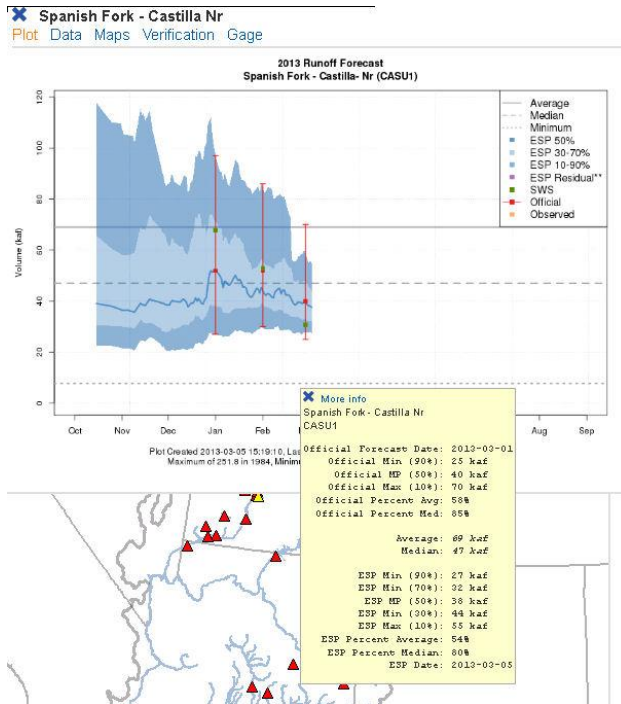 Spanish Fork - Castilla Nr
Plot Data Maps Verification Gage
2013 Runoff Forecast
Spanish Fork - Castilla- Nr (CASU1)
Average
Median
Minimum
ESP 50%
ESP 30-70%
ESP 10-90%
ESP Residual**
SWS
Official
Observed
Volume (kaf)
120
100
80
60
40
20
0
Oct Nov Dec Jan Feb Aug Sep
Plot Created 2013-03-05 15:19:10, Las
Maximum of 251.8 in 1984, Minim
More info
Spanish Fork - Castilla Nr
CASU1
Official Forecast Date: 2013-03-01
Official Min (90%): 25 kaf
Official MP (50%): 40 kaf
Official Max (10%): 70 kaf
Official Percent Avg: 58%
Official Percent Med: 85%
Average: 69 kaf
Median: 47 kaf
ESP Min (90%): 27 kaf
ESP Min (70%): 32 kaf
ESP MP (50%): 38 kaf
ESP Min (30%): 44 kaf
ESP Max (10%): 55 kaf
ESP Percent Average: 54%
ESP Percent Median: 80%
ESP Date: 2013-03-05